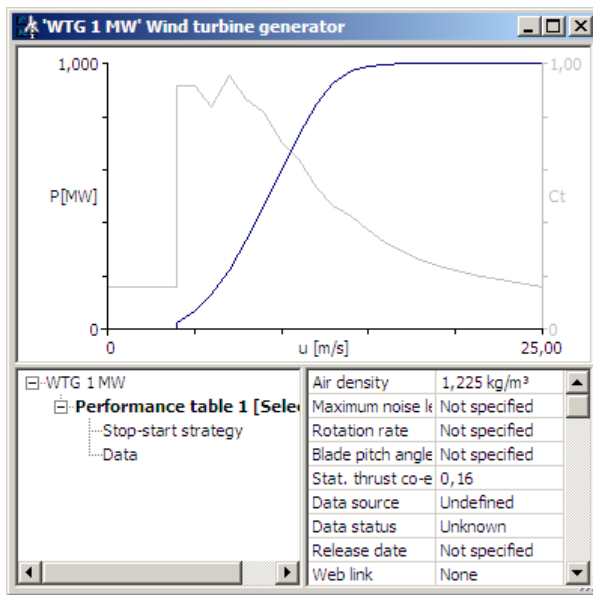 'WTG 1 MW' Wind turbine generator
1,000
1,00
P[MW]
Ct
0
0
0
u [m/s]
25,00
WTG 1 MW
Performance table 1 [Sele
Stop-start strategy
Data
Air density 1,225 kg/m³
Maximum noise le Not specified
Rotation rate Not specified
Blade pitch angle Not specified
Stat. thrust co-e 0,16
Data source Undefined
Data status Unknown
Release date Not specified
Web link None